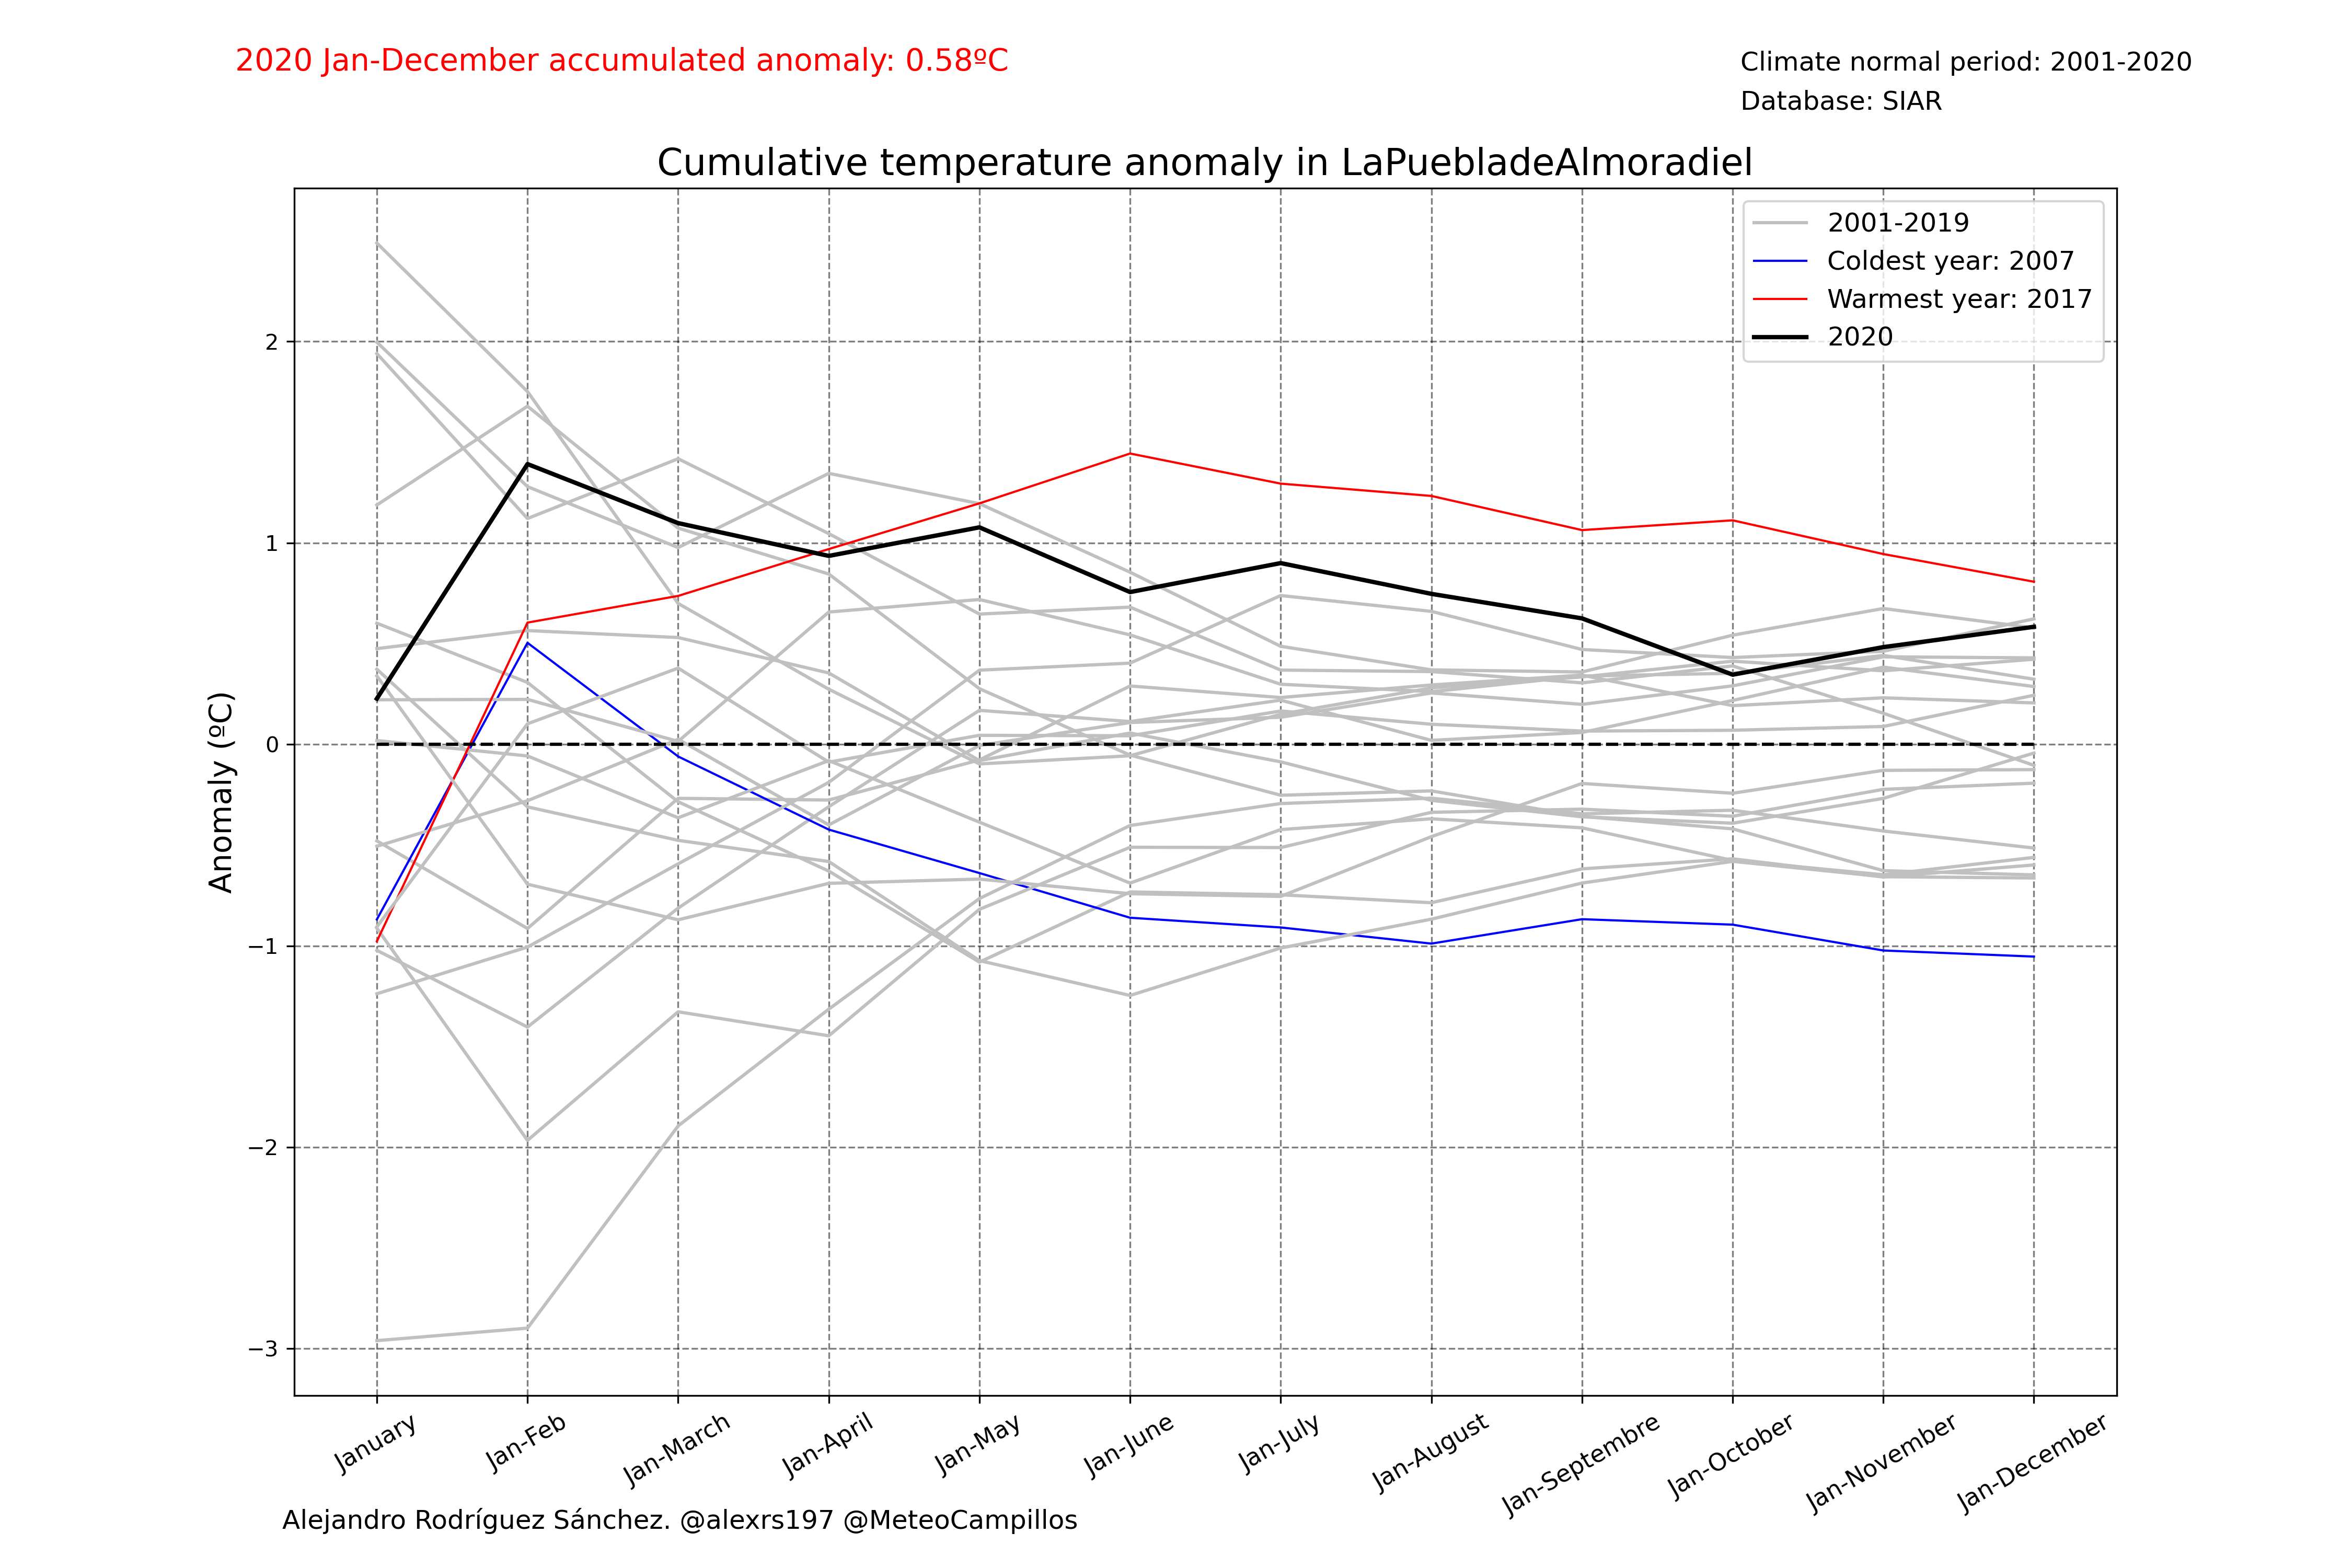 2020 Jan-December accumulated anomaly: 0.58ºC
Climate normal period: 2001-2020
Database: SIAR
Cumulative temperature anomaly in LaPuebladeAlmoradiel
2001-2019
Coldest year: 2007
Warmest year: 2017
2020
Anomaly (ºC)
2
1
0
−1
−2
−3
January
Jan-Feb
Jan-March
Jan-April
Jan-May
Jan-June
Jan-July
Jan-August
Jan-Septembre
Jan-October
Jan-November
Jan-December
Alejandro Rodríguez Sánchez. @alexrs197 @MeteoCampillos